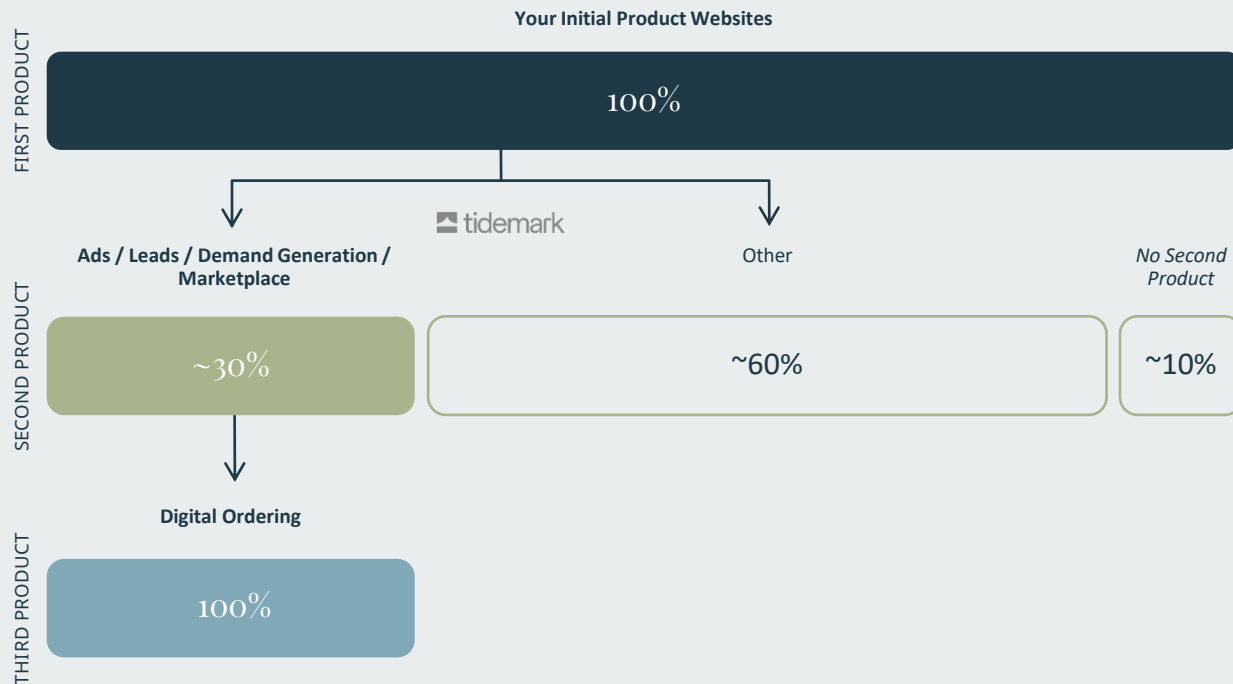 Your Initial Product Websites
FIRST PRODUCT
100%
tidemark
Ads / Leads / Demand Generation /
Marketplace
Other
No Second
Product
SECOND PRODUCT
~30%
~60%
~10%
Digital Ordering
THIRD PRODUCT
100%